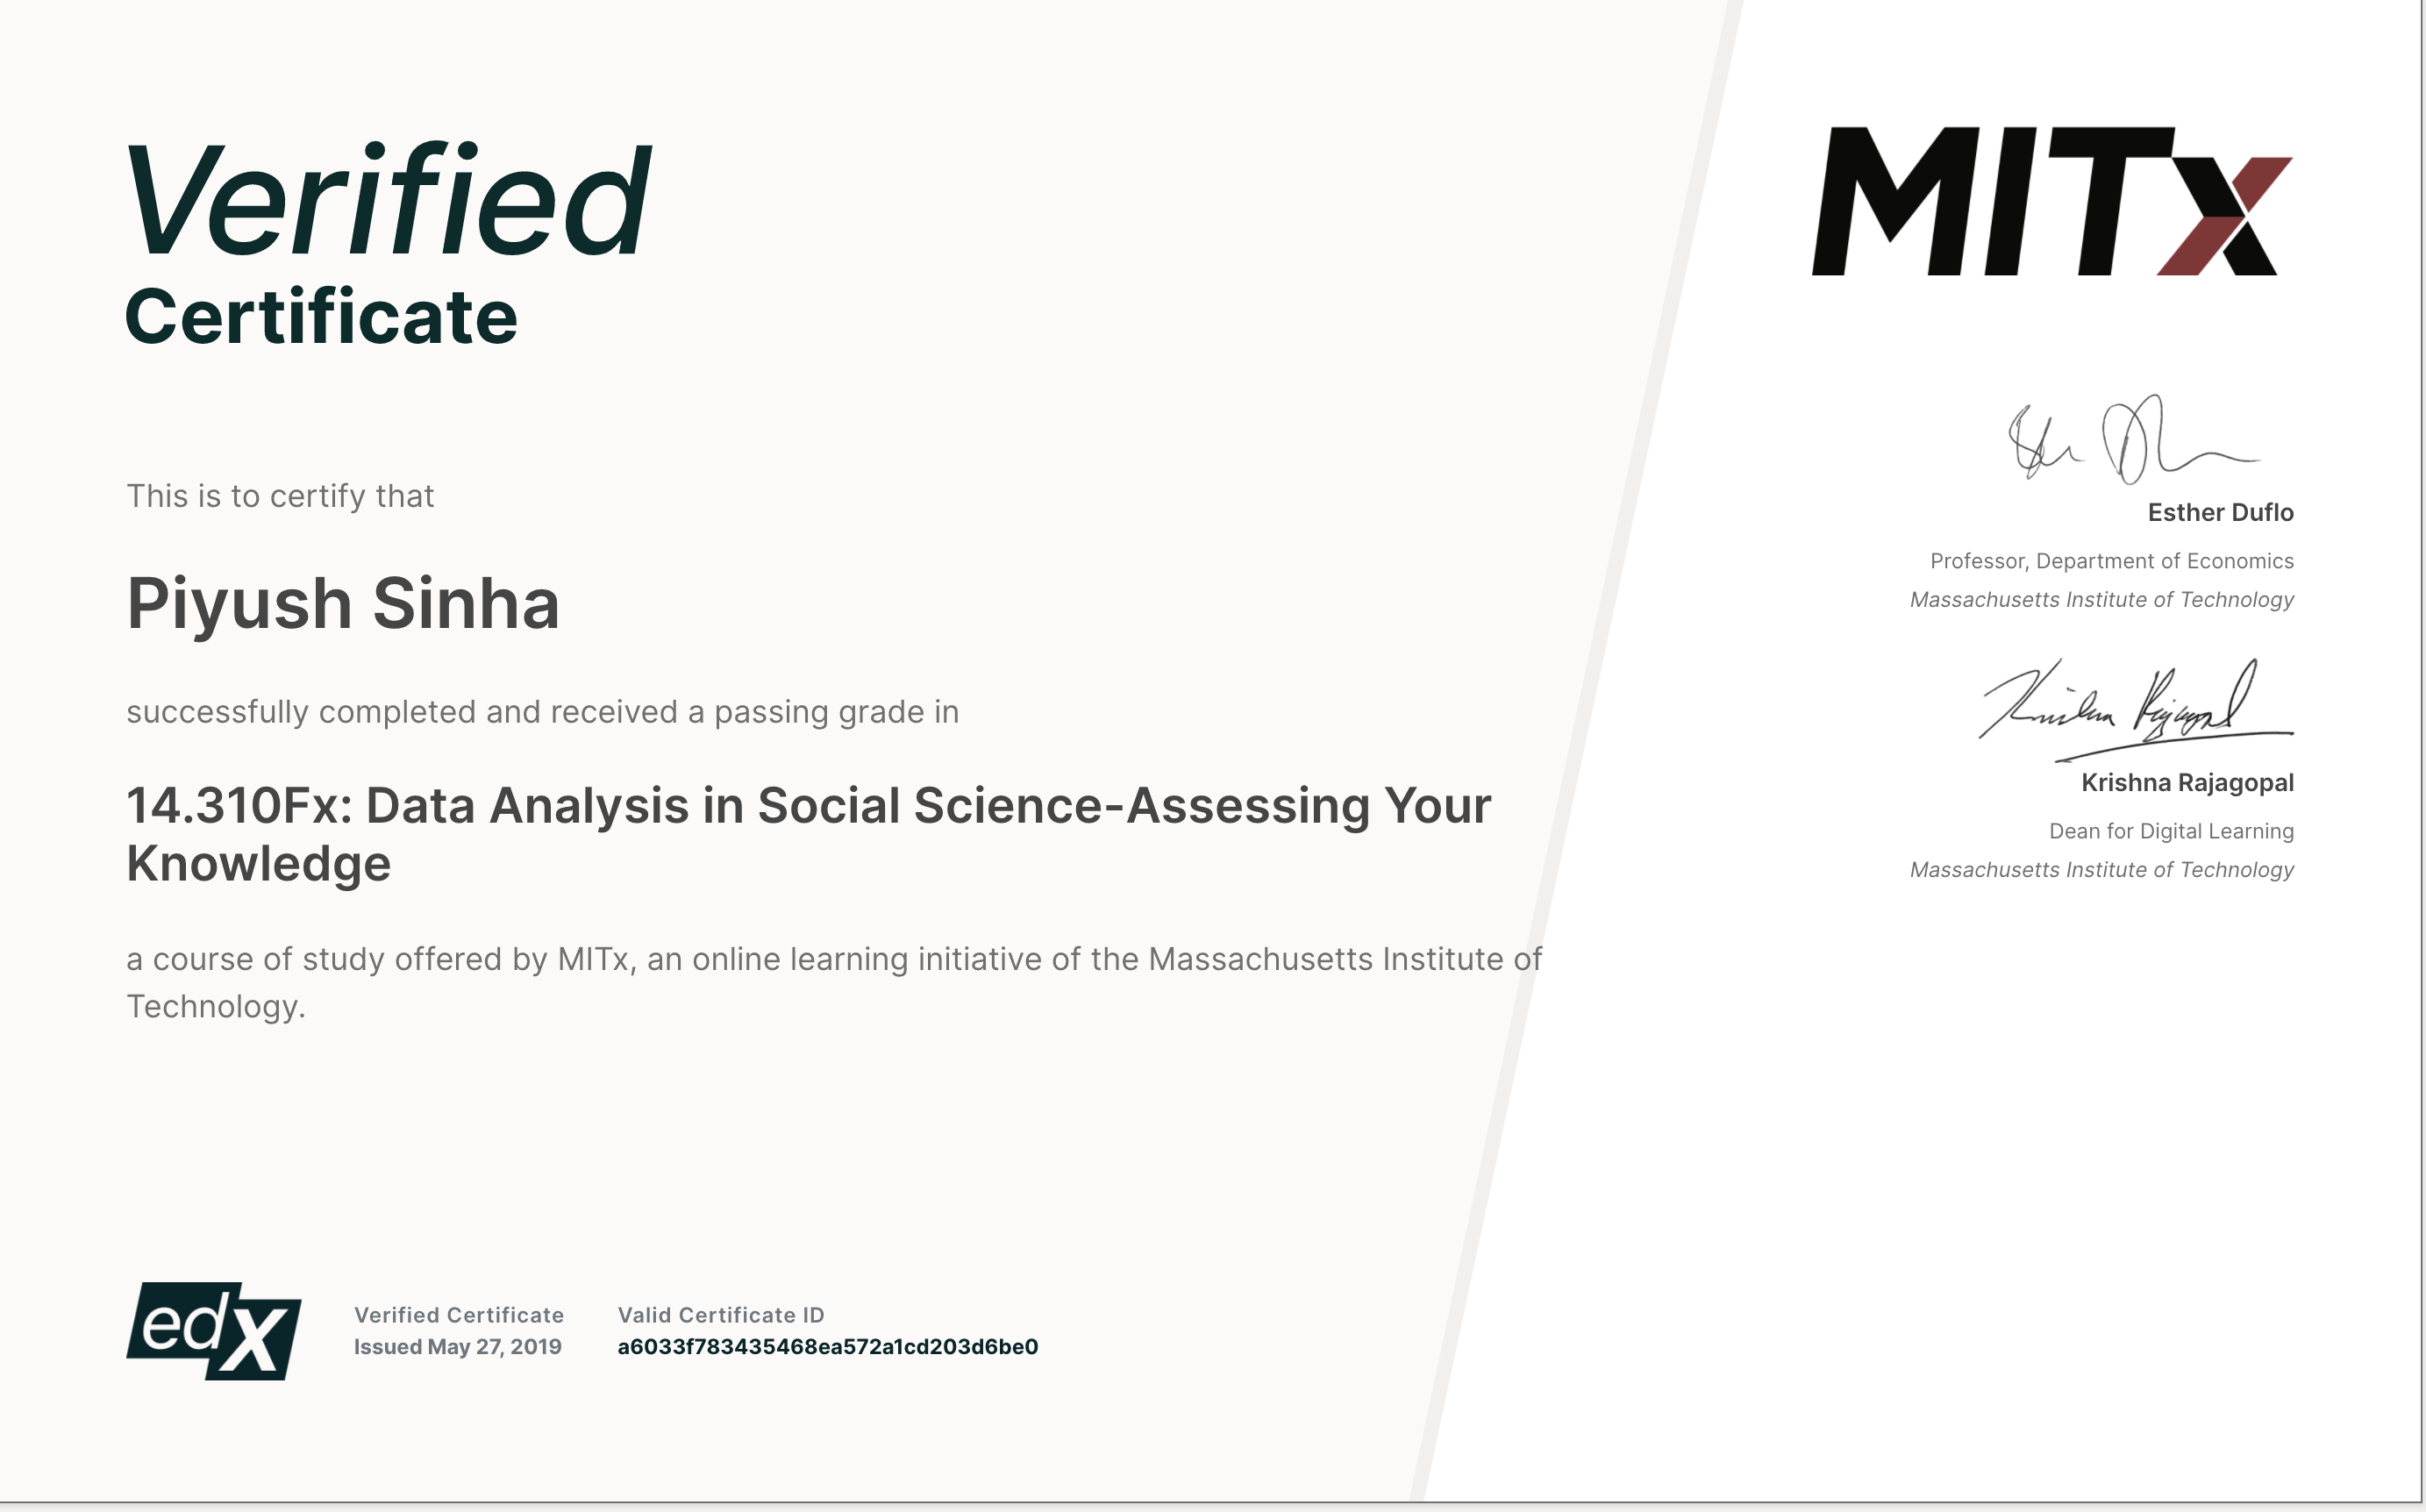 Verified
Certificate
This is to certify that
Piyush Sinha
successfully completed and received a passing grade in
14.310Fx: Data Analysis in Social Science-Assessing Your
Knowledge
a course of study offered by MITx, an online learning initiative of the Massachusetts Institute of
Technology.
edX
Verified Certificate
Issued May 27, 2019
Valid Certificate ID
a6033f783435468ea572a1cd203d6be0
MITx
Esther Duflo
Professor, Department of Economics
Massachusetts Institute of Technology
Krishna Rajagopal
Dean for Digital Learning
Massachusetts Institute of Technology